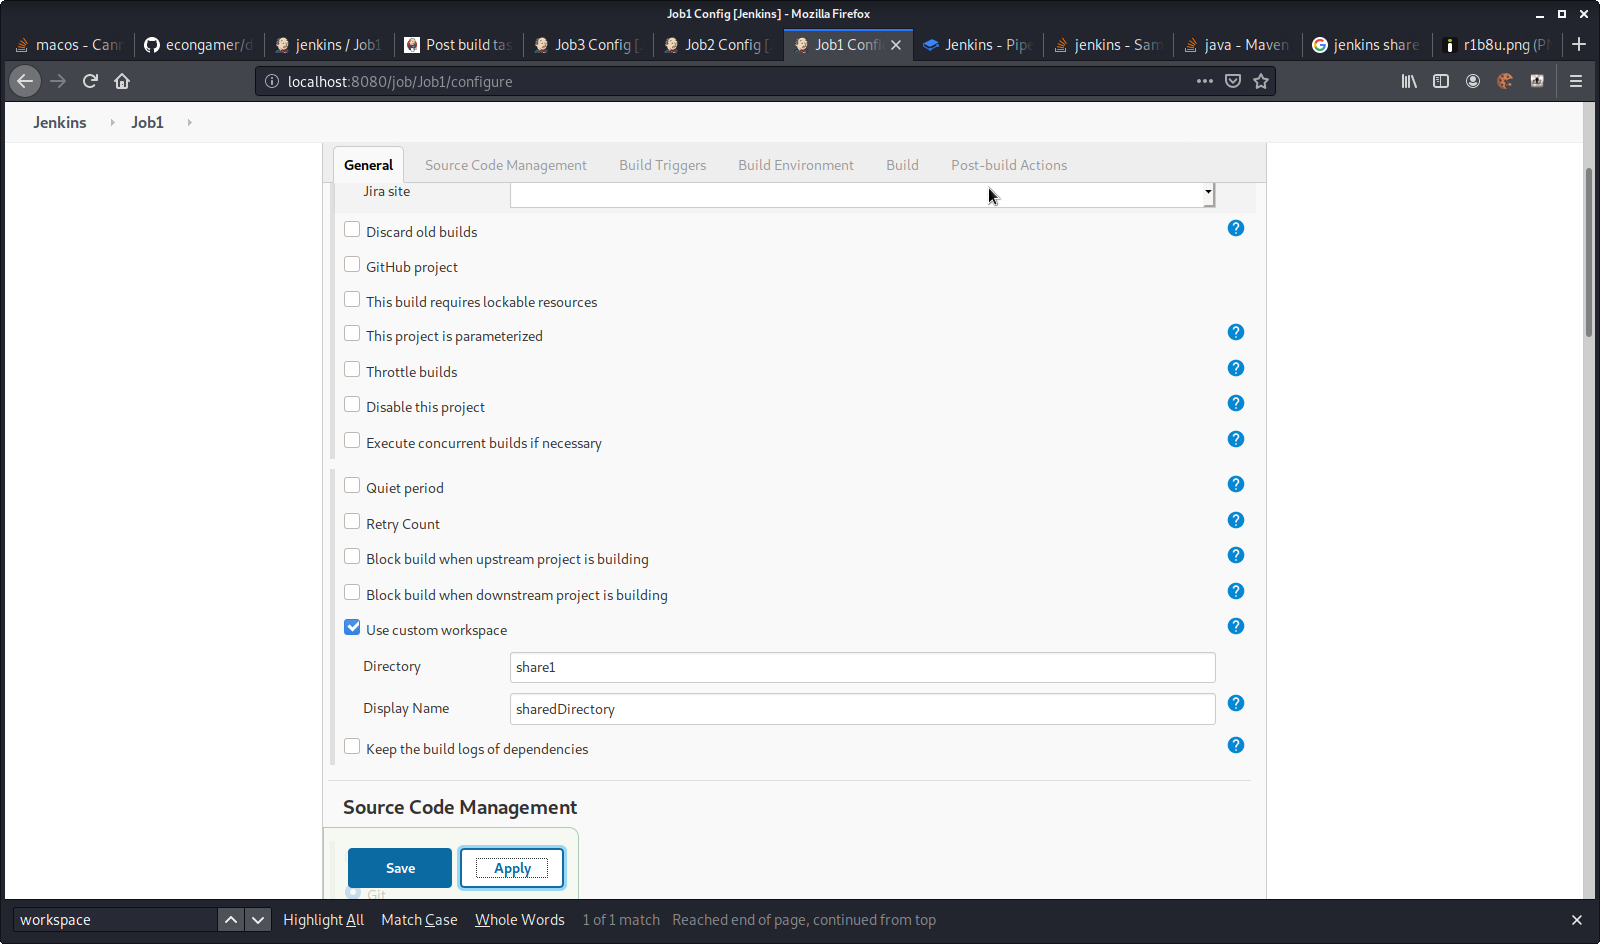 Job1 Config [Jenkins] - Mozilla Firefox
macos - Can
econgamer/d
jenkins / Job1
Post build tas
Job3 Config [
Job2 Config [
Job1 Confi
Jenkins - Pip
jenkins - Sam
java - Maven
jenkins share
r1b8u.png (P
localhost:8080/job/Job1/configure
Jenkins
Job1
General
Source Code Management
Build Triggers
Build Environment
Build
Post-build Actions
Jira site
Discard old builds
GitHub project
This build requires lockable resources
This project is parameterized
Throttle builds
Disable this project
Execute concurrent builds if necessary
Quiet period
Retry Count
Block build when upstream project is building
Block build when downstream project is building
Use custom workspace
Directory
share1
Display Name
sharedDirectory
Keep the build logs of dependencies
Source Code Management
Save
Apply
Git
workspace
Highlight All
Match Case
Whole Words
1 of 1 match
Reached end of page, continued from top